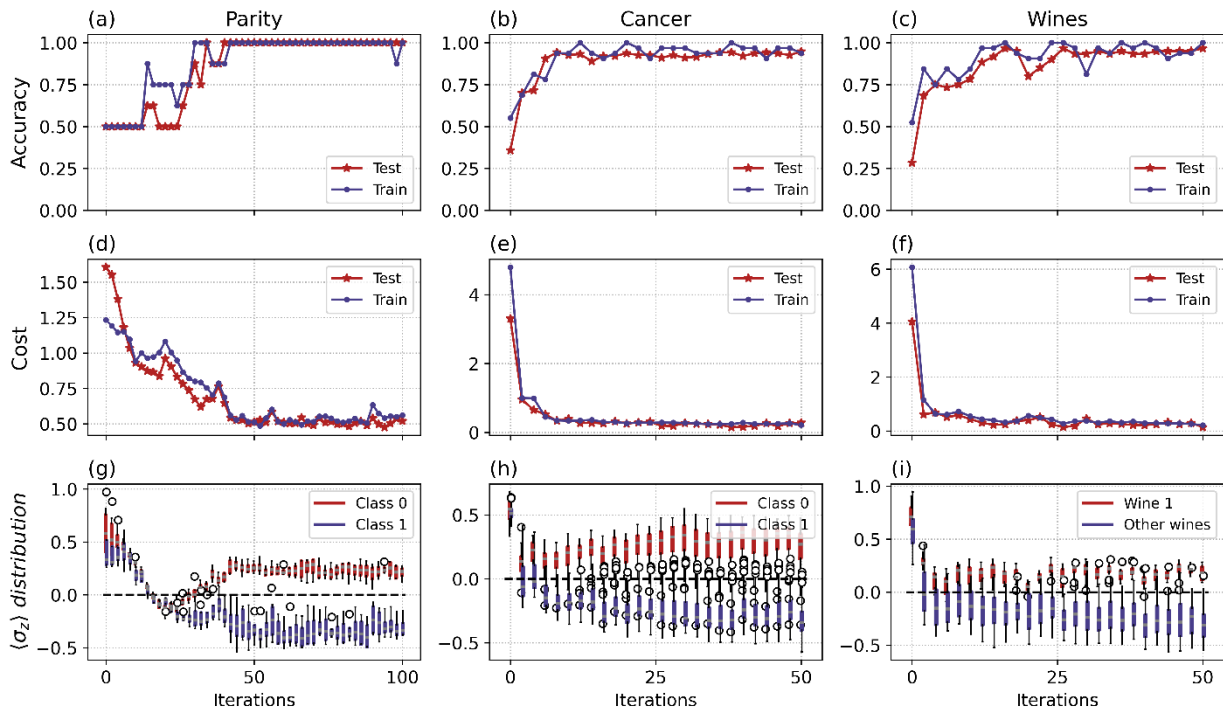 (a) Parity
(b) Cancer
(c) Wines
Accuracy
1.00
0.75
0.50
0.25
0.00
Test
Train
1.00
0.75
0.50
0.25
0.00
Test
Train
1.00
0.75
0.50
0.25
0.00
Test
Train
(d)
(e)
(f)
Cost
1.50
1.25
1.00
0.75
0.50
Test
Train
4
2
0
Test
Train
6
4
2
0
Test
Train
(g)
(h)
(i)
⟨σz⟩ distribution
1.0
0.5
0.0
−0.5
Class 0
Class 1
0.5
0.0
−0.5
Class 0
Class 1
1.0
0.5
0.0
−0.5
Wine 1
Other wines
0 50 100
0 25 50
0 25 50
Iterations
Iterations
Iterations